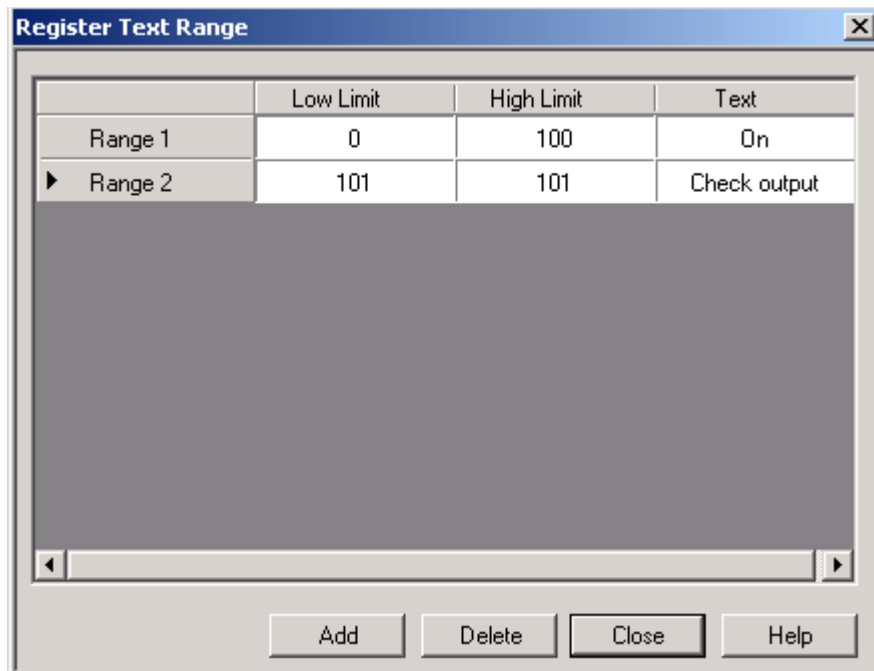 Register Text Range
Low Limit High Limit Text
Range 1 0 100 On
Range 2 101 101 Check output
Add Delete Close Help